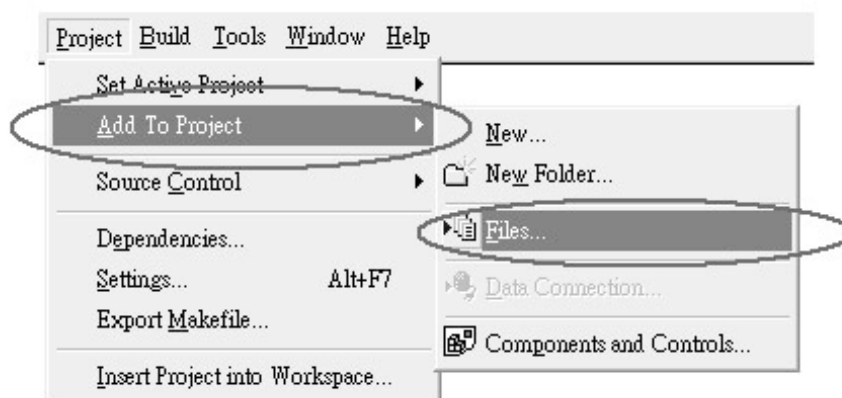 Project Build Tools Window Help
Set Active Project
Add To Project
Source Control
Dependencies...
Settings... Alt+F7
Export Makefile...
Insert Project into Workspace...
New...
New Folder...
Files...
Data Connection...
Components and Controls...